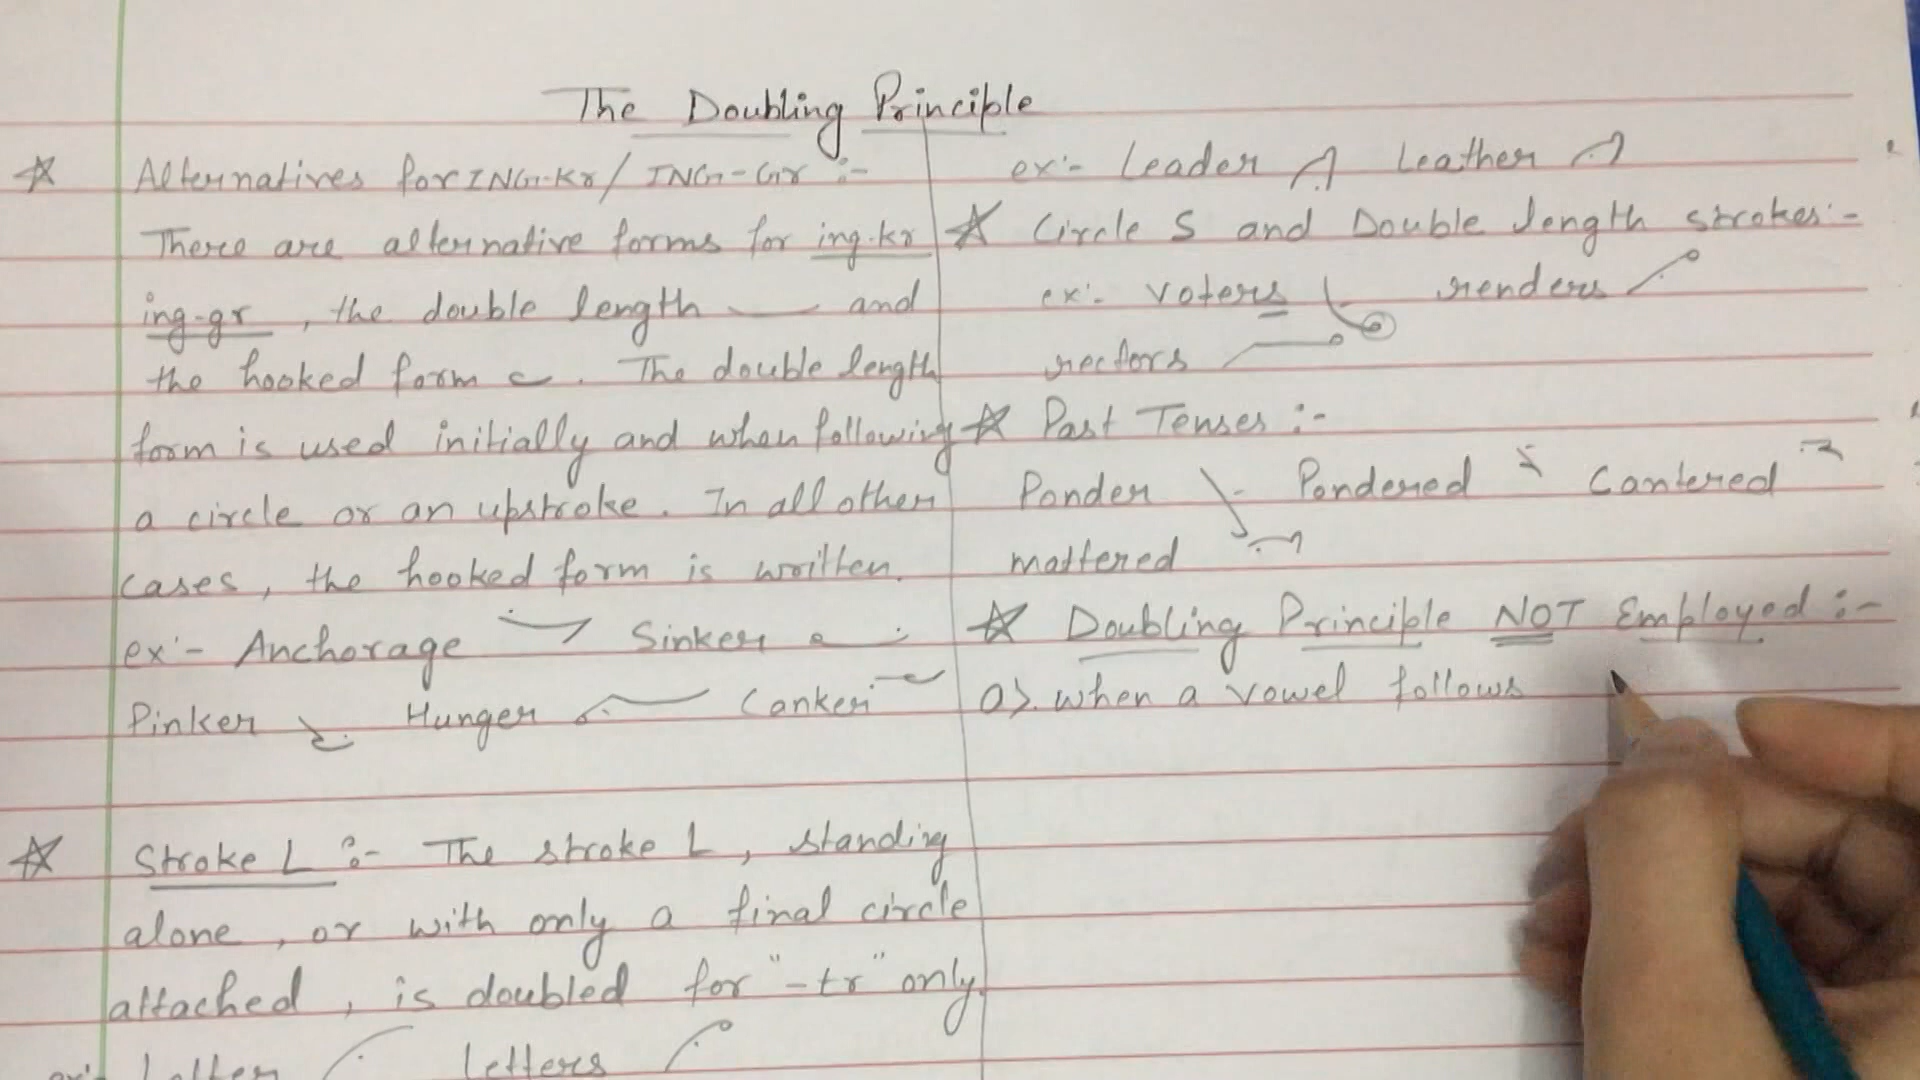 The Doubling Principle
☆ Alternatives for ING-Kr / ING-Gr :-
There are alternative forms for ing-kr
ing-gr, the double length and
the hooked form. The double length
form is used initially and when following
a circle or an upstroke. In all other
cases, the hooked form is written.
ex:- Anchorage Sinker
Pinker Hunger Canker
☆ Stroke L :- The stroke L, standing
alone, or with only a final circle
attached, is doubled for "-tr" only.
ex:- Letter Letters
ex:- Leader Leather
☆ Circle S and Double length strokes:-
ex:- Voters renders
rectors
☆ Past Tenses :-
Ponder Pondered Cantered
mattered
☆ Doubling Principle NOT Employed :-
a). when a vowel follows